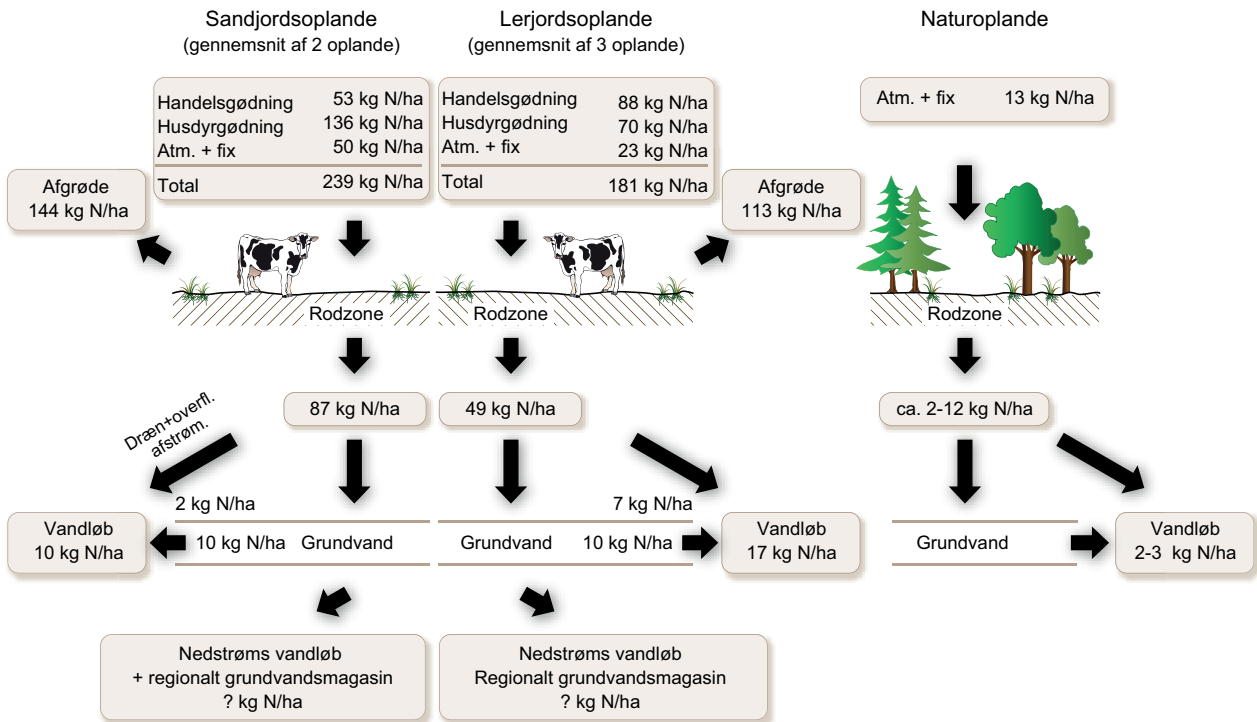 Sandjordsoplande
(gennemsnit af 2 oplande)
Handelsgødning 53 kg N/ha
Husdyrgødning 136 kg N/ha
Atm. + fix 50 kg N/ha
Total 239 kg N/ha
Afgrøde
144 kg N/ha
Rodzone
87 kg N/ha
Dræn+overfl.
afstrøm.
2 kg N/ha
Vandløb
10 kg N/ha
10 kg N/ha Grundvand
Nedstrøms vandløb
+ regionalt grundvandsmagasin
? kg N/ha
Lerjordsoplande
(gennemsnit af 3 oplande)
Handelsgødning 88 kg N/ha
Husdyrgødning 70 kg N/ha
Atm. + fix 23 kg N/ha
Total 181 kg N/ha
Afgrøde
113 kg N/ha
Rodzone
49 kg N/ha
7 kg N/ha
Grundvand 10 kg N/ha
Vandløb
17 kg N/ha
Nedstrøms vandløb
Regionalt grundvandsmagasin
? kg N/ha
Naturoplande
Atm. + fix 13 kg N/ha
Rodzone
ca. 2-12 kg N/ha
Grundvand
Vandløb
2-3 kg N/ha